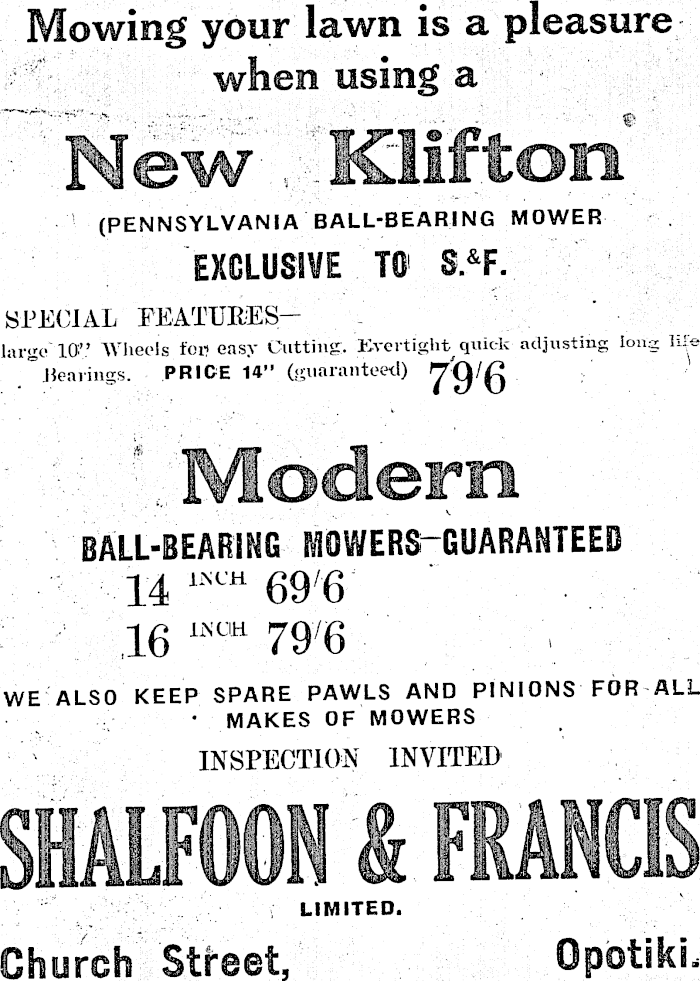 Mowing your lawn is a pleasure
when using a
New Klifton
(PENNSYLVANIA BALL-BEARING MOWER
EXCLUSIVE TO S.&F.
SPECIAL FEATURES—
large 10" Wheels for easy Cutting. Evertight quick adjusting long life
Bearings. PRICE 14" (guaranteed) 79/6
Modern
BALL-BEARING MOWERS—GUARANTEED
14 INCH 69/6
16 INCH 79/6
WE ALSO KEEP SPARE PAWLS AND PINIONS FOR ALL
MAKES OF MOWERS
INSPECTION INVITED
SHALFOON & FRANCIS
LIMITED.
Church Street, Opotiki.